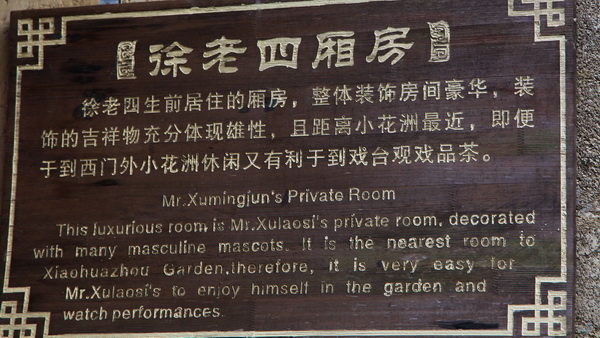 徐老四厢房
徐老四生前居住的厢房，整体装饰房间豪华，装
饰的吉祥物充分体现雄性，且距离小花洲最近，即便
于到西门外小花洲休闲又有利于到戏台观戏品茶。
Mr.Xumingjun's Private Room
This luxurious room is Mr.Xulaosi's private room, decorated
with many masculine mascots. It is the nearest room to
Xiaohuazhou Garden,therefore, it is very easy for
Mr.Xulaosi's to enjoy himself in the garden and
watch performances.